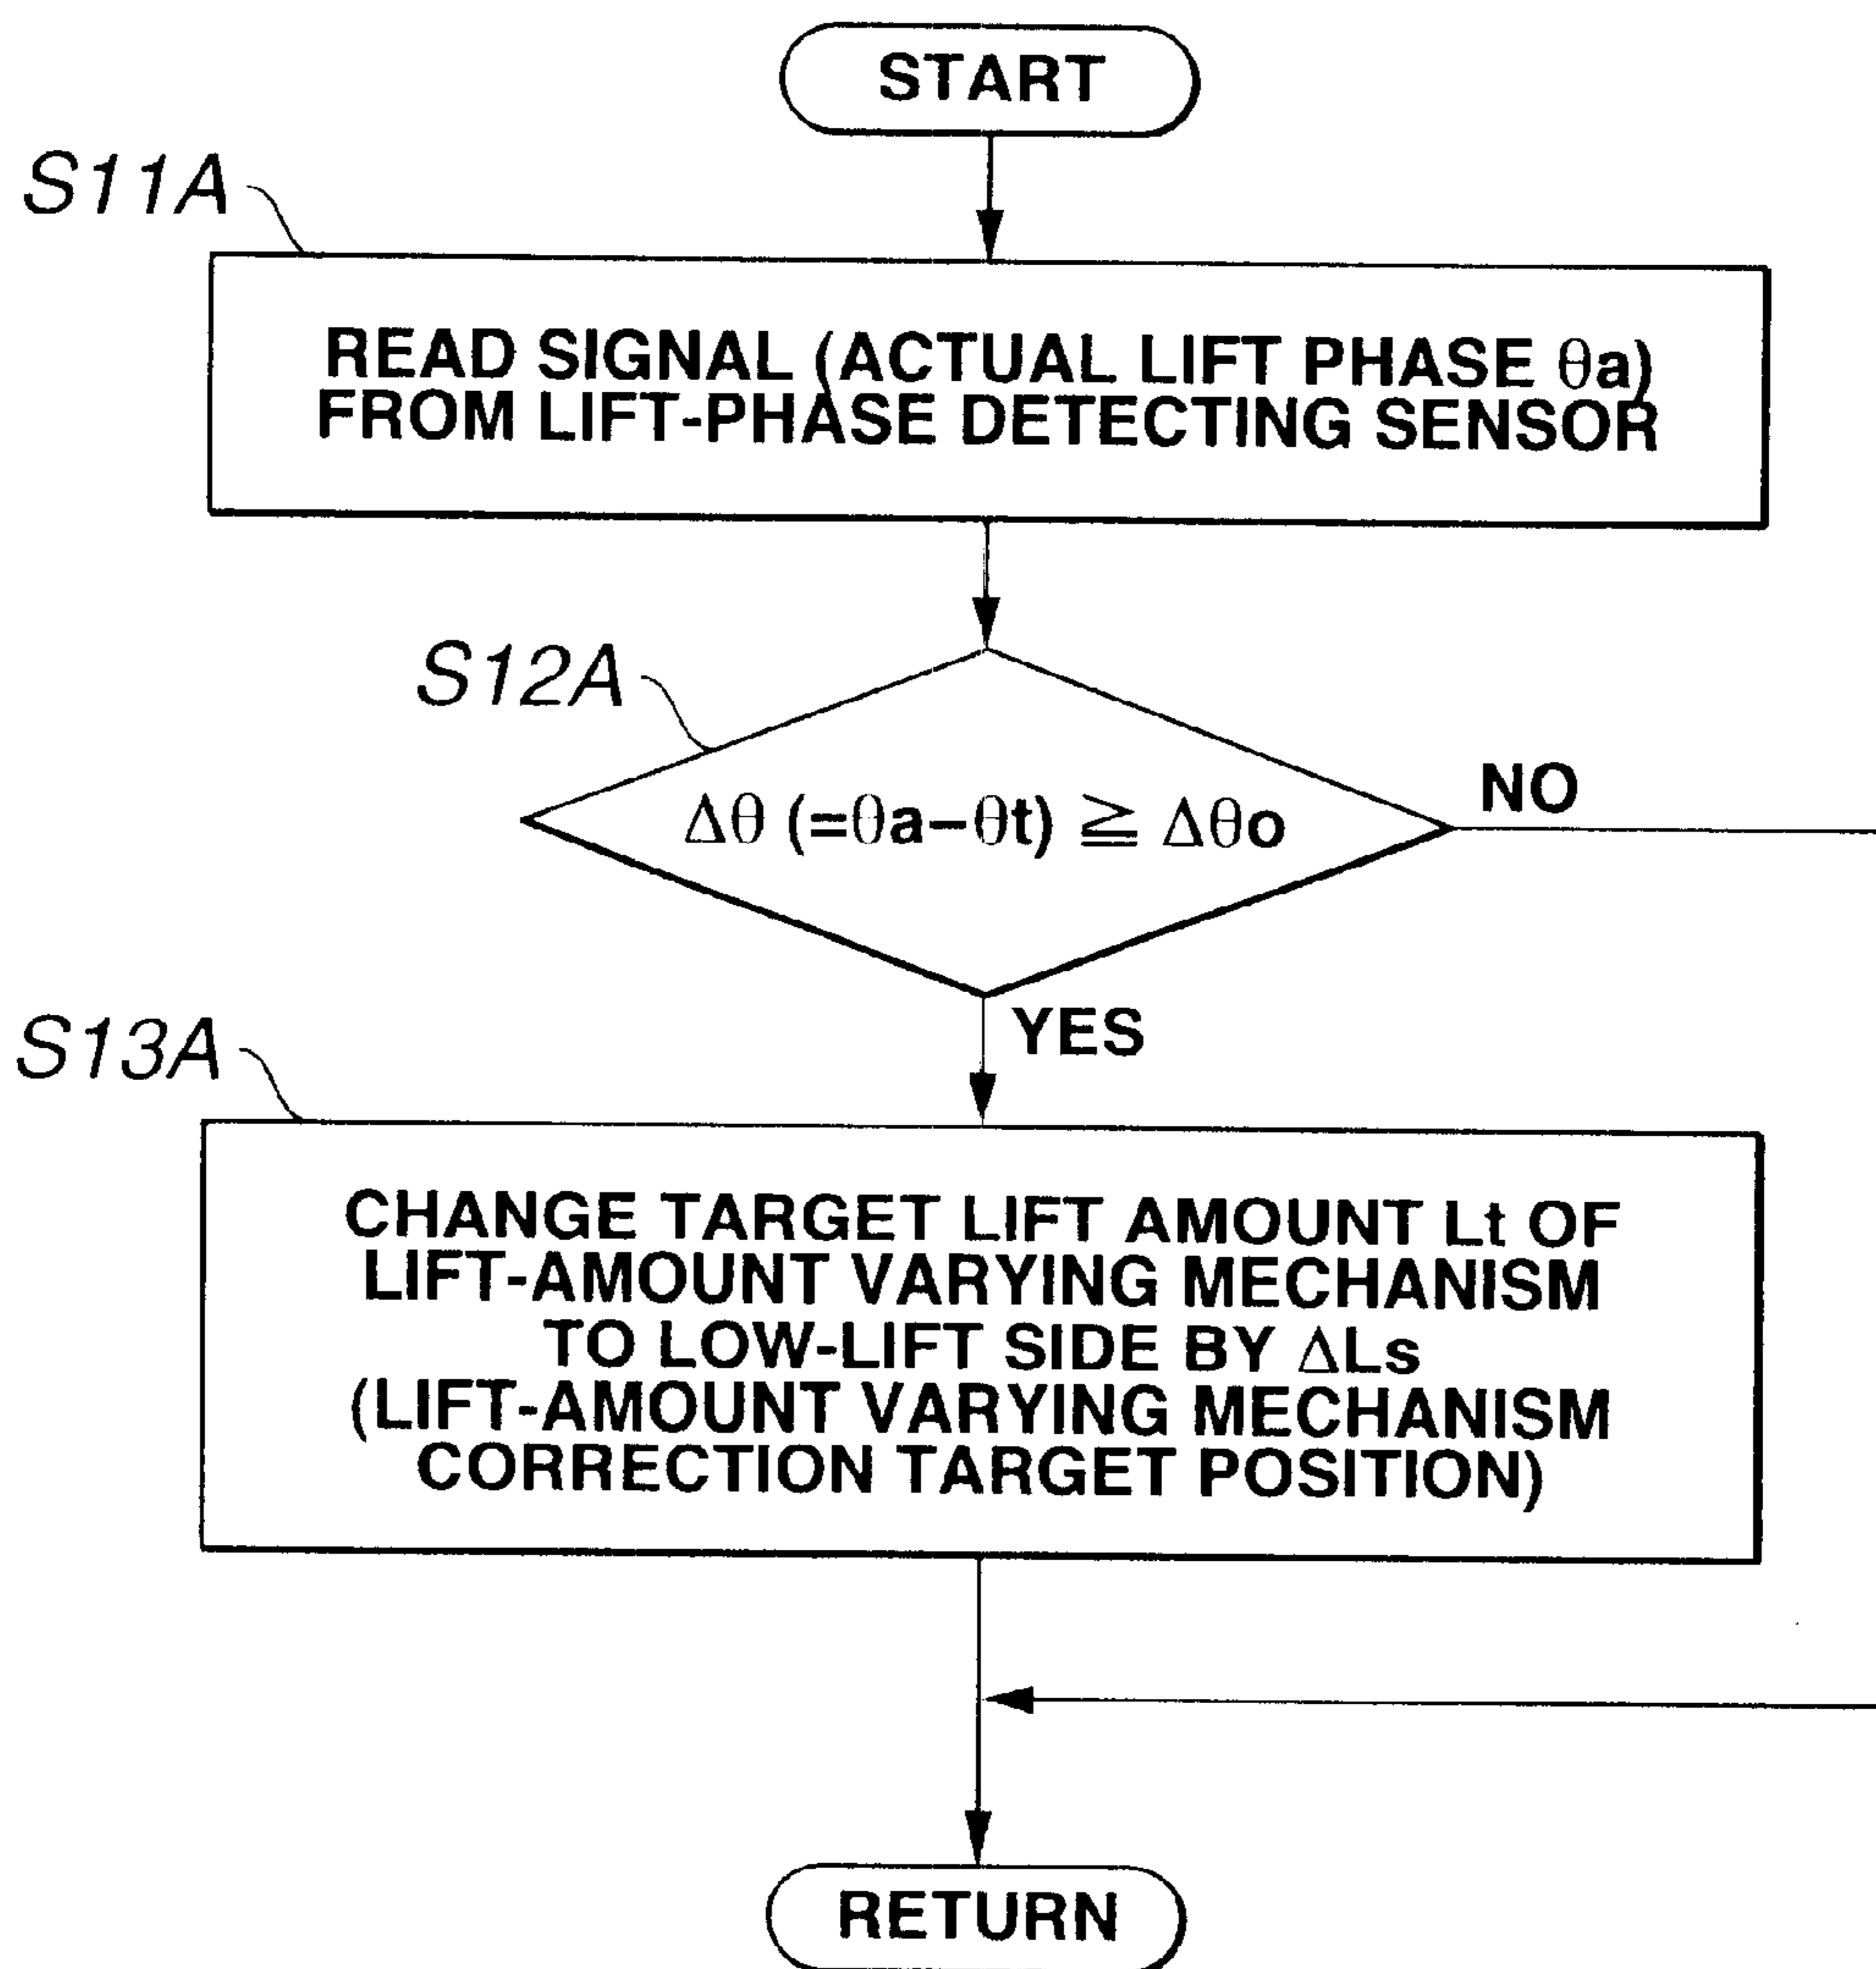 START
S11A
READ SIGNAL (ACTUAL LIFT PHASE θa)
FROM LIFT-PHASE DETECTING SENSOR
S12A
Δθ (=θa−θt) ≧ Δθo
NO
YES
S13A
CHANGE TARGET LIFT AMOUNT Lt OF
LIFT-AMOUNT VARYING MECHANISM
TO LOW-LIFT SIDE BY ΔLs
(LIFT-AMOUNT VARYING MECHANISM
CORRECTION TARGET POSITION)
RETURN